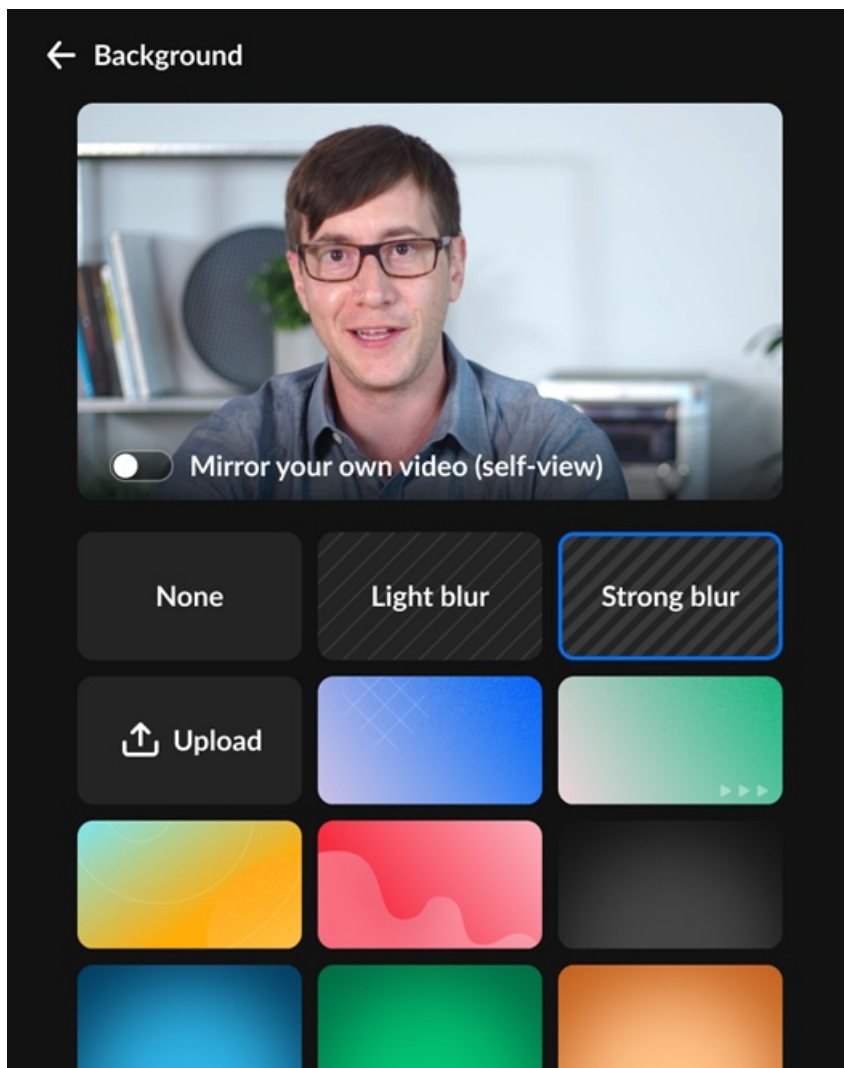 Background
Mirror your own video (self-view)
None
Light blur
Strong blur
Upload